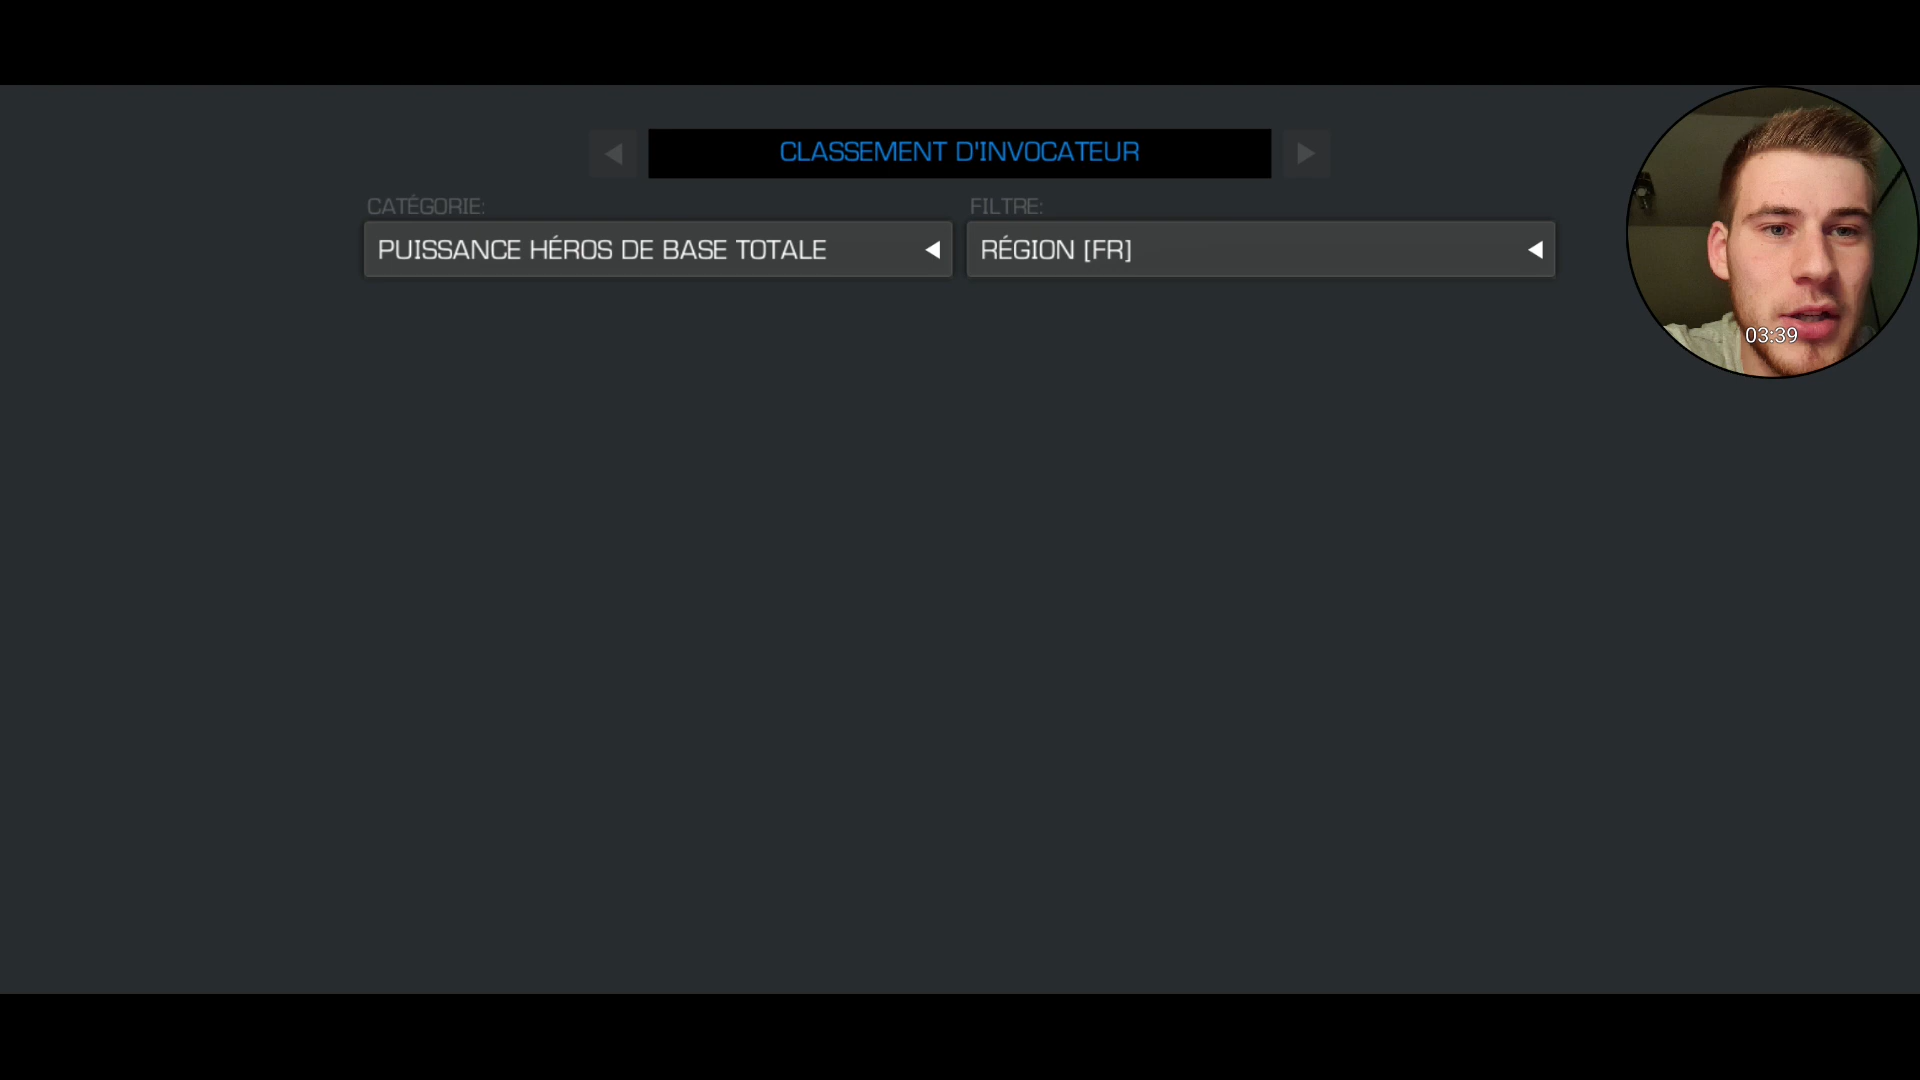 CLASSEMENT D'INVOCATEUR
CATÉGORIE:
FILTRE:
PUISSANCE HÉROS DE BASE TOTALE
RÉGION [FR]
03:39